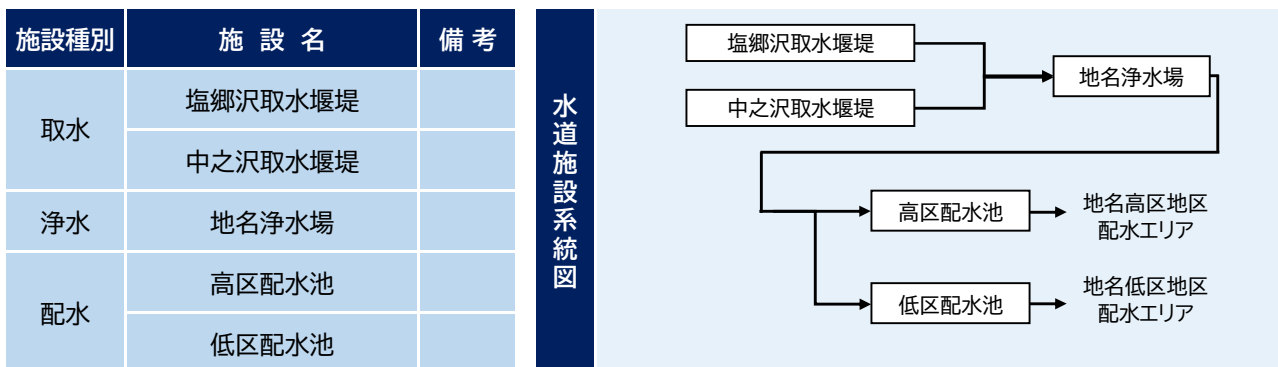 施設種別 施設名 備考
取水 塩郷沢取水堰堤
中之沢取水堰堤
浄水 地名浄水場
配水 高区配水池
低区配水池
水道施設系統図
塩郷沢取水堰堤
中之沢取水堰堤
地名浄水場
高区配水池
地名高区地区
配水エリア
低区配水池
地名低区地区
配水エリア